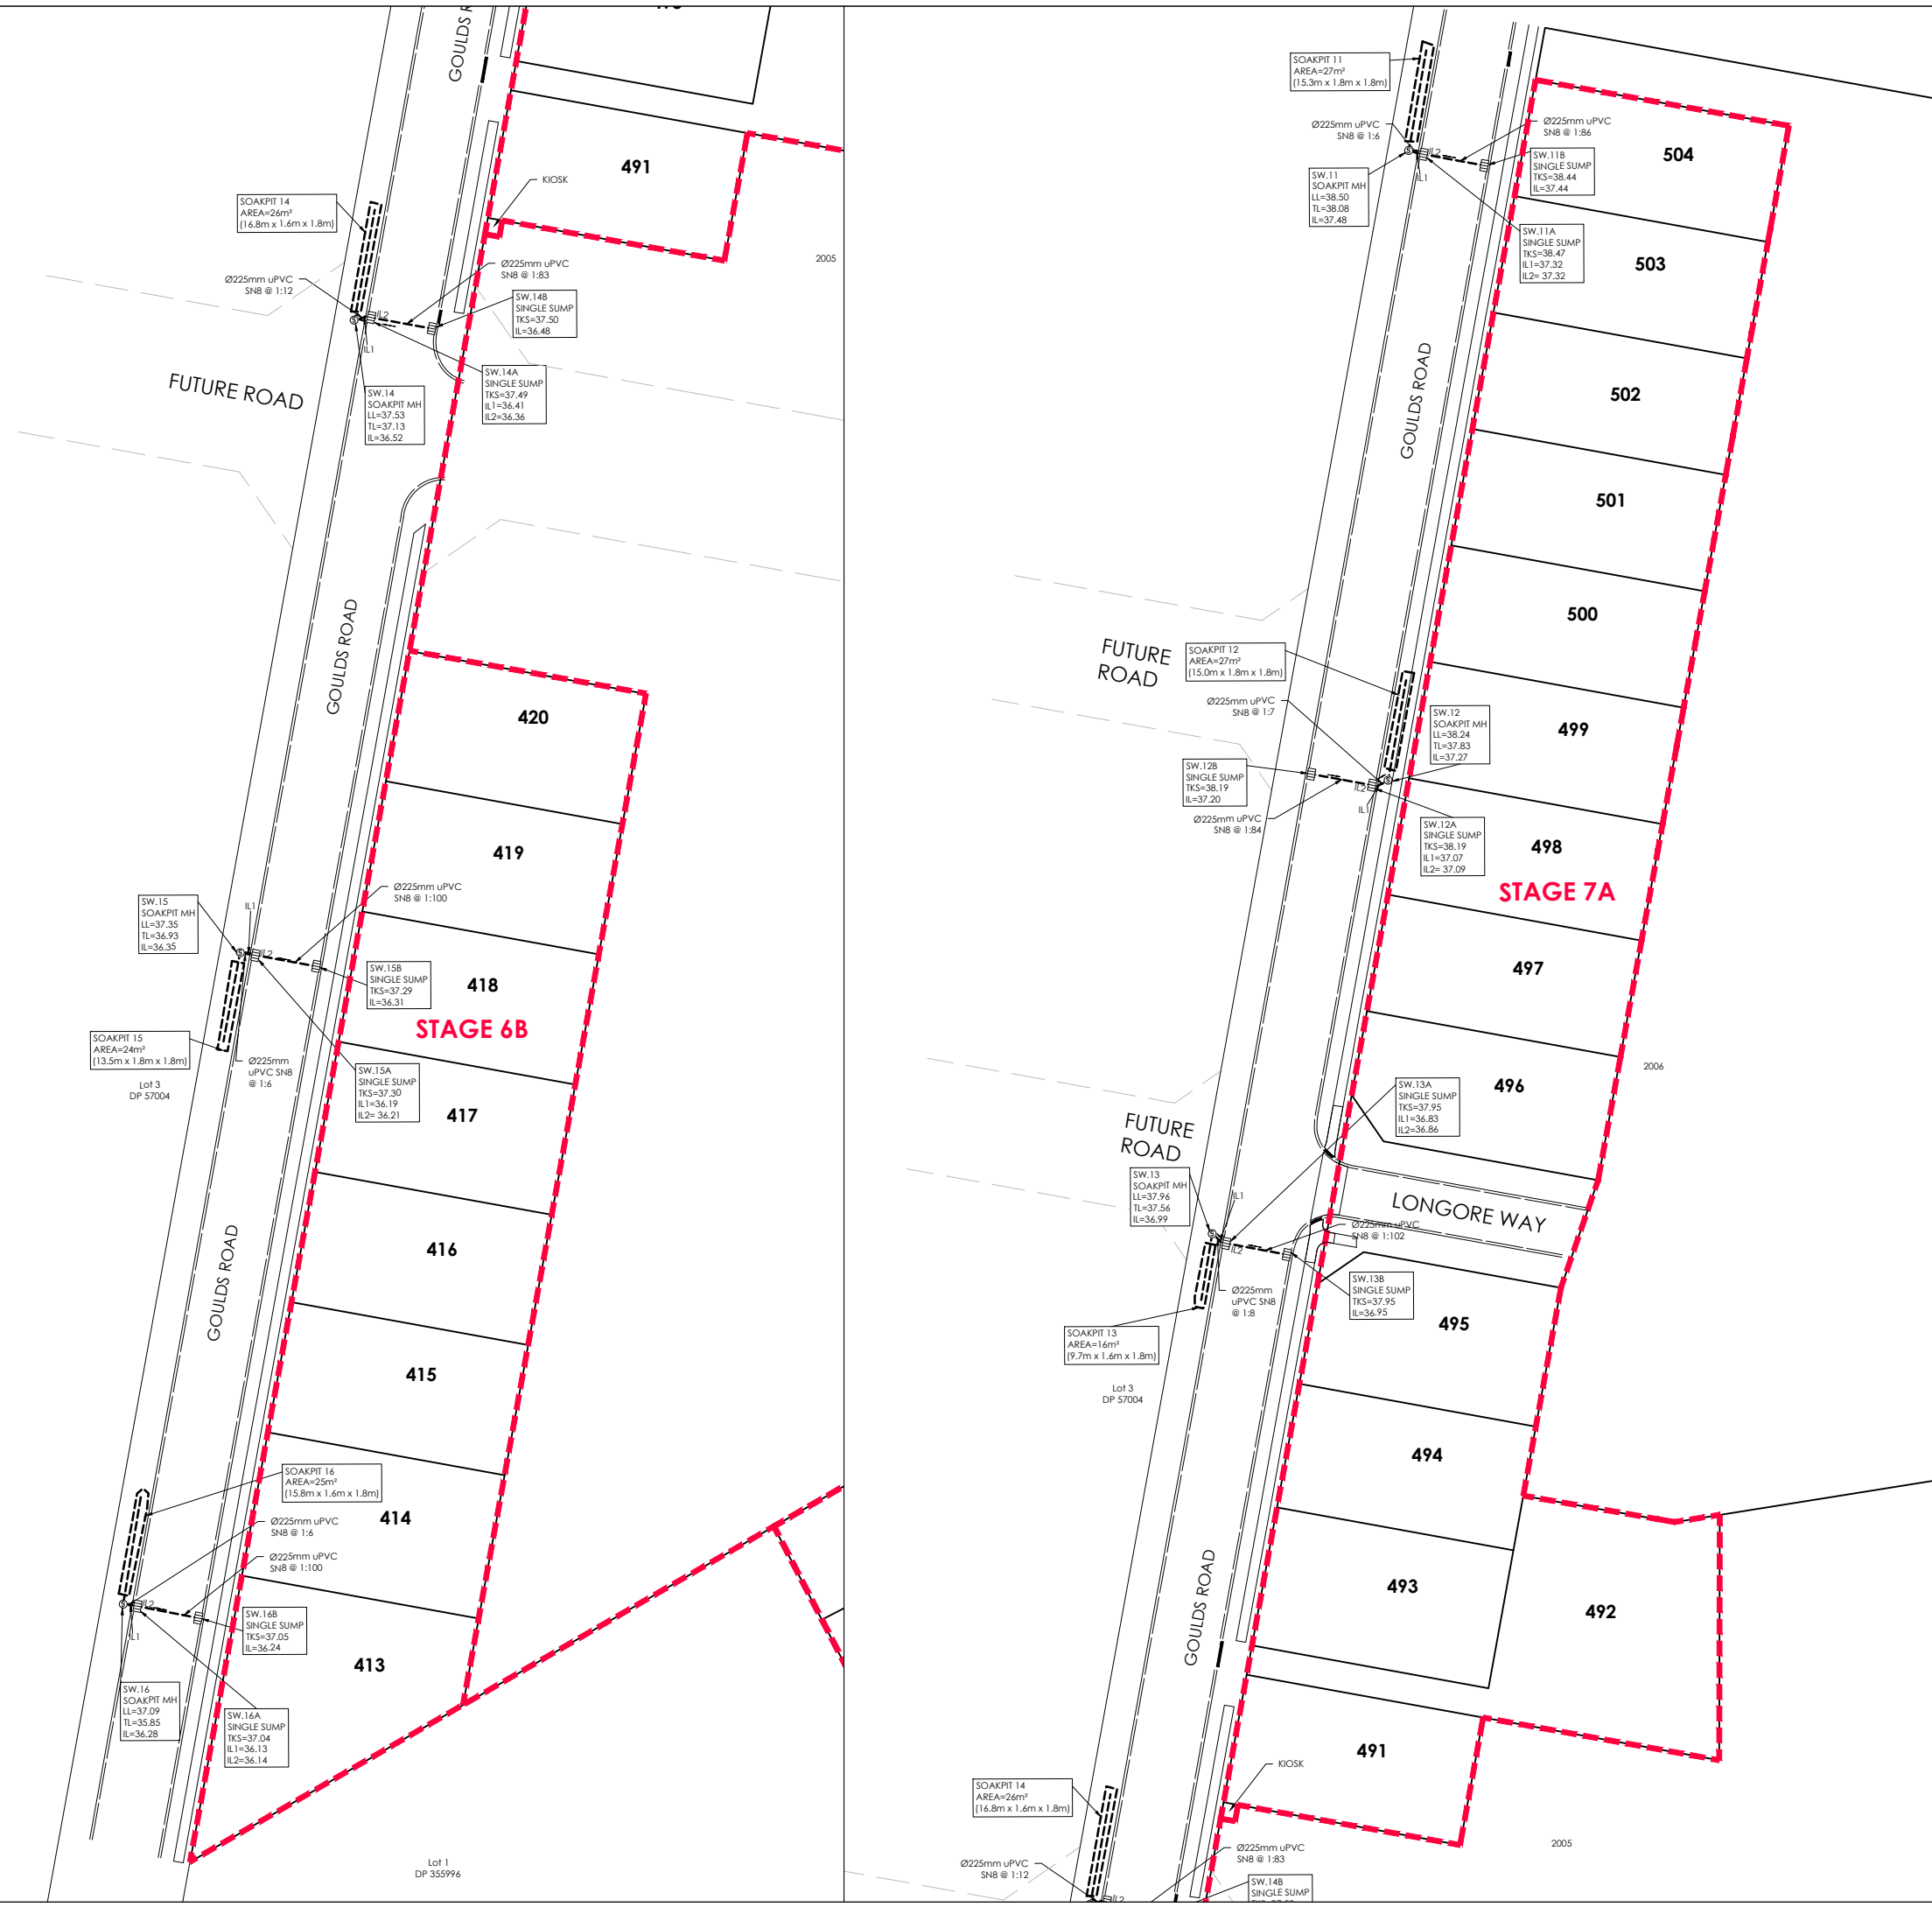 GOULDS R
491
KIOSK
SOAKPIT 14
AREA=26m²
(16.8m x 1.6m x 1.8m)
2005
Ø225mm uPVC
SN8 @ 1:83
Ø225mm uPVC
SN8 @ 1:12
SW.14B
SINGLE SUMP
TKS=37.50
IL=36.48
IL2
IL1
FUTURE ROAD
SW.14A
SINGLE SUMP
TKS=37.49
IL1=36.41
IL2=36.36
SW.14
SOAKPIT MH
LL=37.53
TL=37.13
IL=36.52
GOULDS ROAD
420
419
Ø225mm uPVC
SN8 @ 1:100
SW.15
SOAKPIT MH
LL=37.35
TL=36.93
IL=36.35
IL1
IL2
SW.15B
SINGLE SUMP
TKS=37.29
IL=36.31
418
STAGE 6B
SOAKPIT 15
AREA=24m²
(13.5m x 1.8m x 1.8m)
Lot 3
DP 57004
Ø225mm
uPVC SN8
@ 1:6
SW.15A
SINGLE SUMP
TKS=37.30
IL1=36.19
IL2= 36.21
417
416
GOULDS ROAD
415
SOAKPIT 16
AREA=25m²
(15.8m x 1.6m x 1.8m)
414
Ø225mm uPVC
SN8 @ 1:6
Ø225mm uPVC
SN8 @ 1:100
IL2
IL1
SW.16B
SINGLE SUMP
TKS=37.05
IL=36.24
413
SW.16
SOAKPIT MH
LL=37.09
TL=35.85
IL=36.28
SW.16A
SINGLE SUMP
TKS=37.04
IL1=36.13
IL2=36.14
Lot 1
DP 355996
SOAKPIT 11
AREA=27m²
(15.3m x 1.8m x 1.8m)
Ø225mm uPVC
SN8 @ 1:6
Ø225mm uPVC
SN8 @ 1:86
IL2
IL1
SW.11B
SINGLE SUMP
TKS=38.44
IL=37.44
504
SW.11
SOAKPIT MH
LL=38.50
TL=38.08
IL=37.48
SW.11A
SINGLE SUMP
TKS=38.47
IL1=37.32
IL2= 37.32
503
GOULDS ROAD
502
501
500
FUTURE
ROAD
SOAKPIT 12
AREA=27m²
(15.0m x 1.8m x 1.8m)
Ø225mm uPVC
SN8 @ 1:7
SW.12
SOAKPIT MH
LL=38.24
TL=37.83
IL=37.27
499
SW.12B
SINGLE SUMP
TKS=38.19
IL=37.20
IL2
IL1
Ø225mm uPVC
SN8 @ 1:84
SW.12A
SINGLE SUMP
TKS=38.19
IL1=37.07
IL2= 37.09
498
STAGE 7A
497
496
2006
SW.13A
SINGLE SUMP
TKS=37.95
IL1=36.83
IL2=36.86
FUTURE
ROAD
SW.13
SOAKPIT MH
LL=37.96
TL=37.56
IL=36.99
IL1
IL2
LONGORE WAY
Ø225mm uPVC
SN8 @ 1:102
SW.13B
SINGLE SUMP
TKS=37.95
IL=36.95
Ø225mm
uPVC SN8
@ 1:8
495
SOAKPIT 13
AREA=16m²
(9.7m x 1.6m x 1.8m)
Lot 3
DP 57004
494
GOULDS ROAD
493
492
491
KIOSK
SOAKPIT 14
AREA=26m²
(16.8m x 1.6m x 1.8m)
2005
Ø225mm uPVC
SN8 @ 1:83
Ø225mm uPVC
SN8 @ 1:12
IL2
SW.14B
SINGLE SUMP